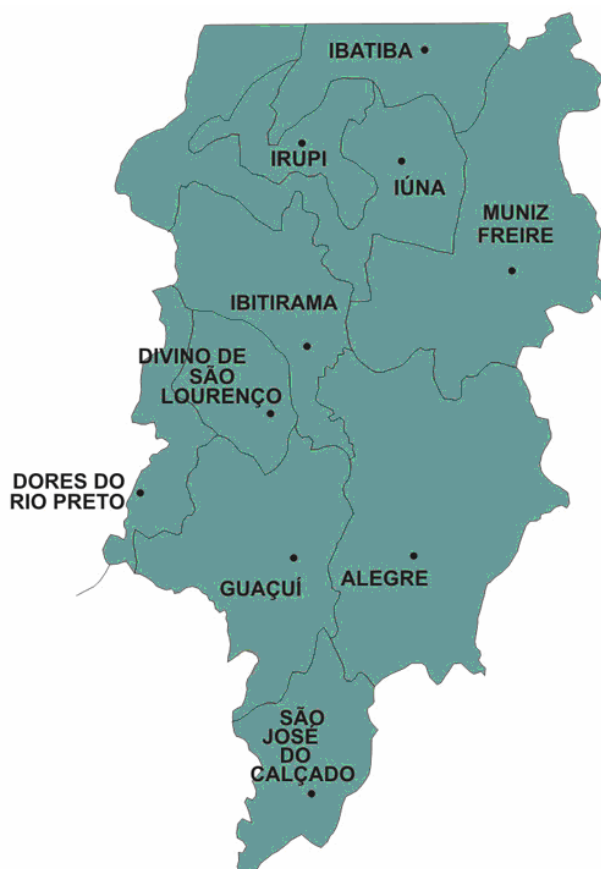 IBATIBA
IRUPI
IÚNA
MUNIZ
FREIRE
IBITIRAMA
DIVINO DE
SÃO
LOURENÇO
DORES DO
RIO PRETO
GUAÇUÍ
ALEGRE
SÃO
JOSÉ
DO
CALÇADO